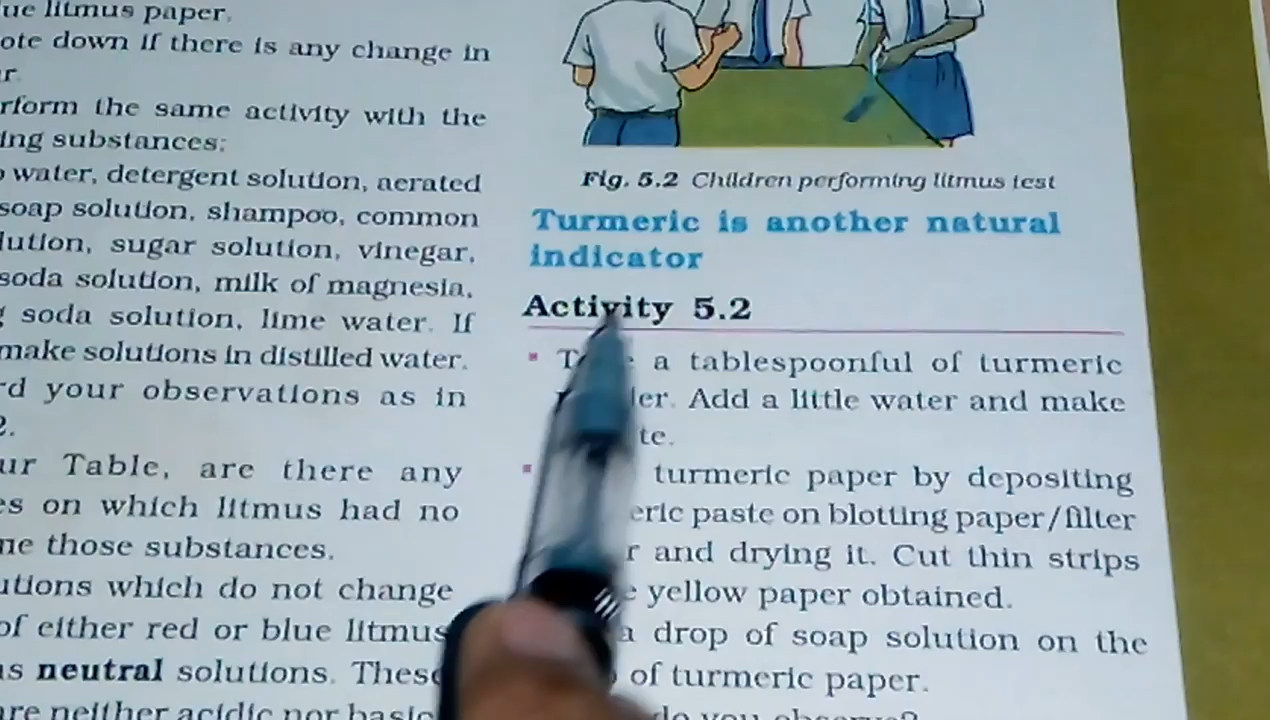 ue litmus paper.
ote down if there is any change in
r.
rform the same activity with the
ing substances:
water, detergent solution, aerated
soap solution, shampoo, common
lution, sugar solution, vinegar,
soda solution, milk of magnesia,
soda solution, lime water. If
make solutions in distilled water.
rd your observations as in
2.
ur Table, are there any
es on which litmus had no
me those substances.
utions which do not change
of either red or blue litmus
as neutral solutions. These
are neither acidic nor basic
Fig. 5.2 Children performing litmus test
Turmeric is another natural
indicator
Activity 5.2
a tablespoonful of turmeric
er. Add a little water and make
te.
turmeric paper by depositing
eric paste on blotting paper/filter
r and drying it. Cut thin strips
e yellow paper obtained.
a drop of soap solution on the
of turmeric paper.
do you observe?